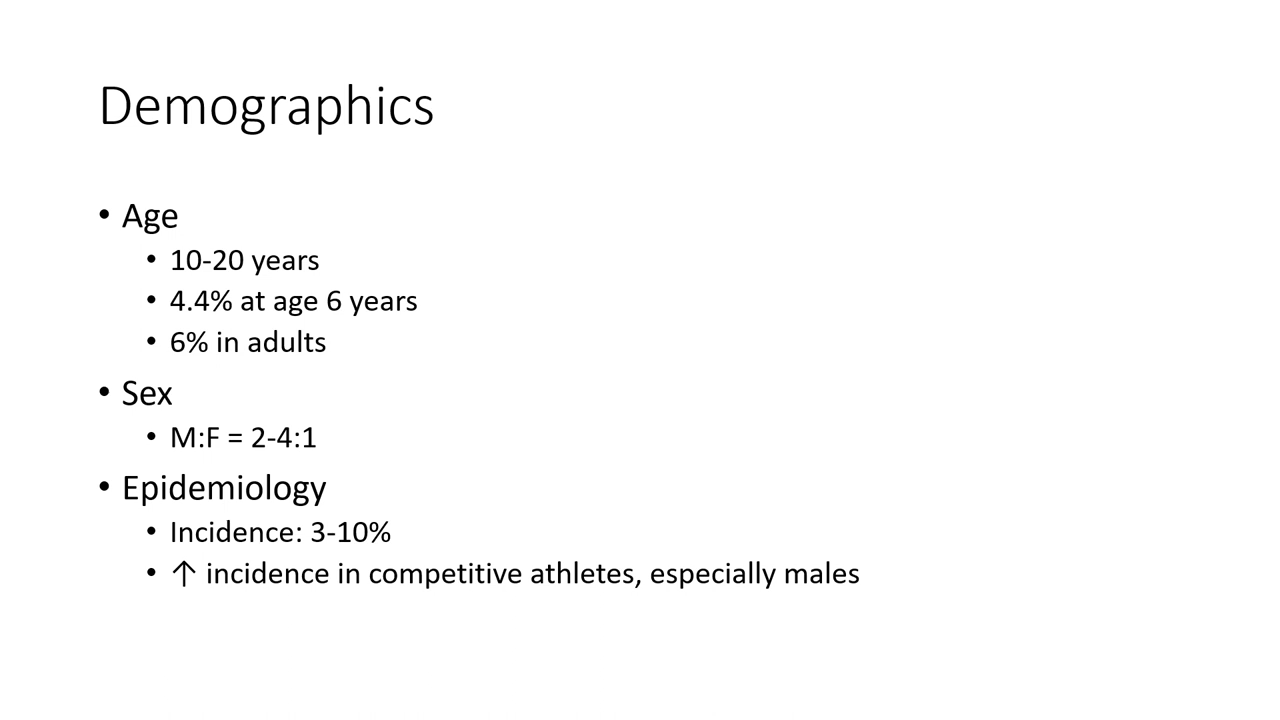 Demographics
• Age
• 10-20 years
• 4.4% at age 6 years
• 6% in adults
• Sex
• M:F = 2-4:1
• Epidemiology
• Incidence: 3-10%
• ↑ incidence in competitive athletes, especially males